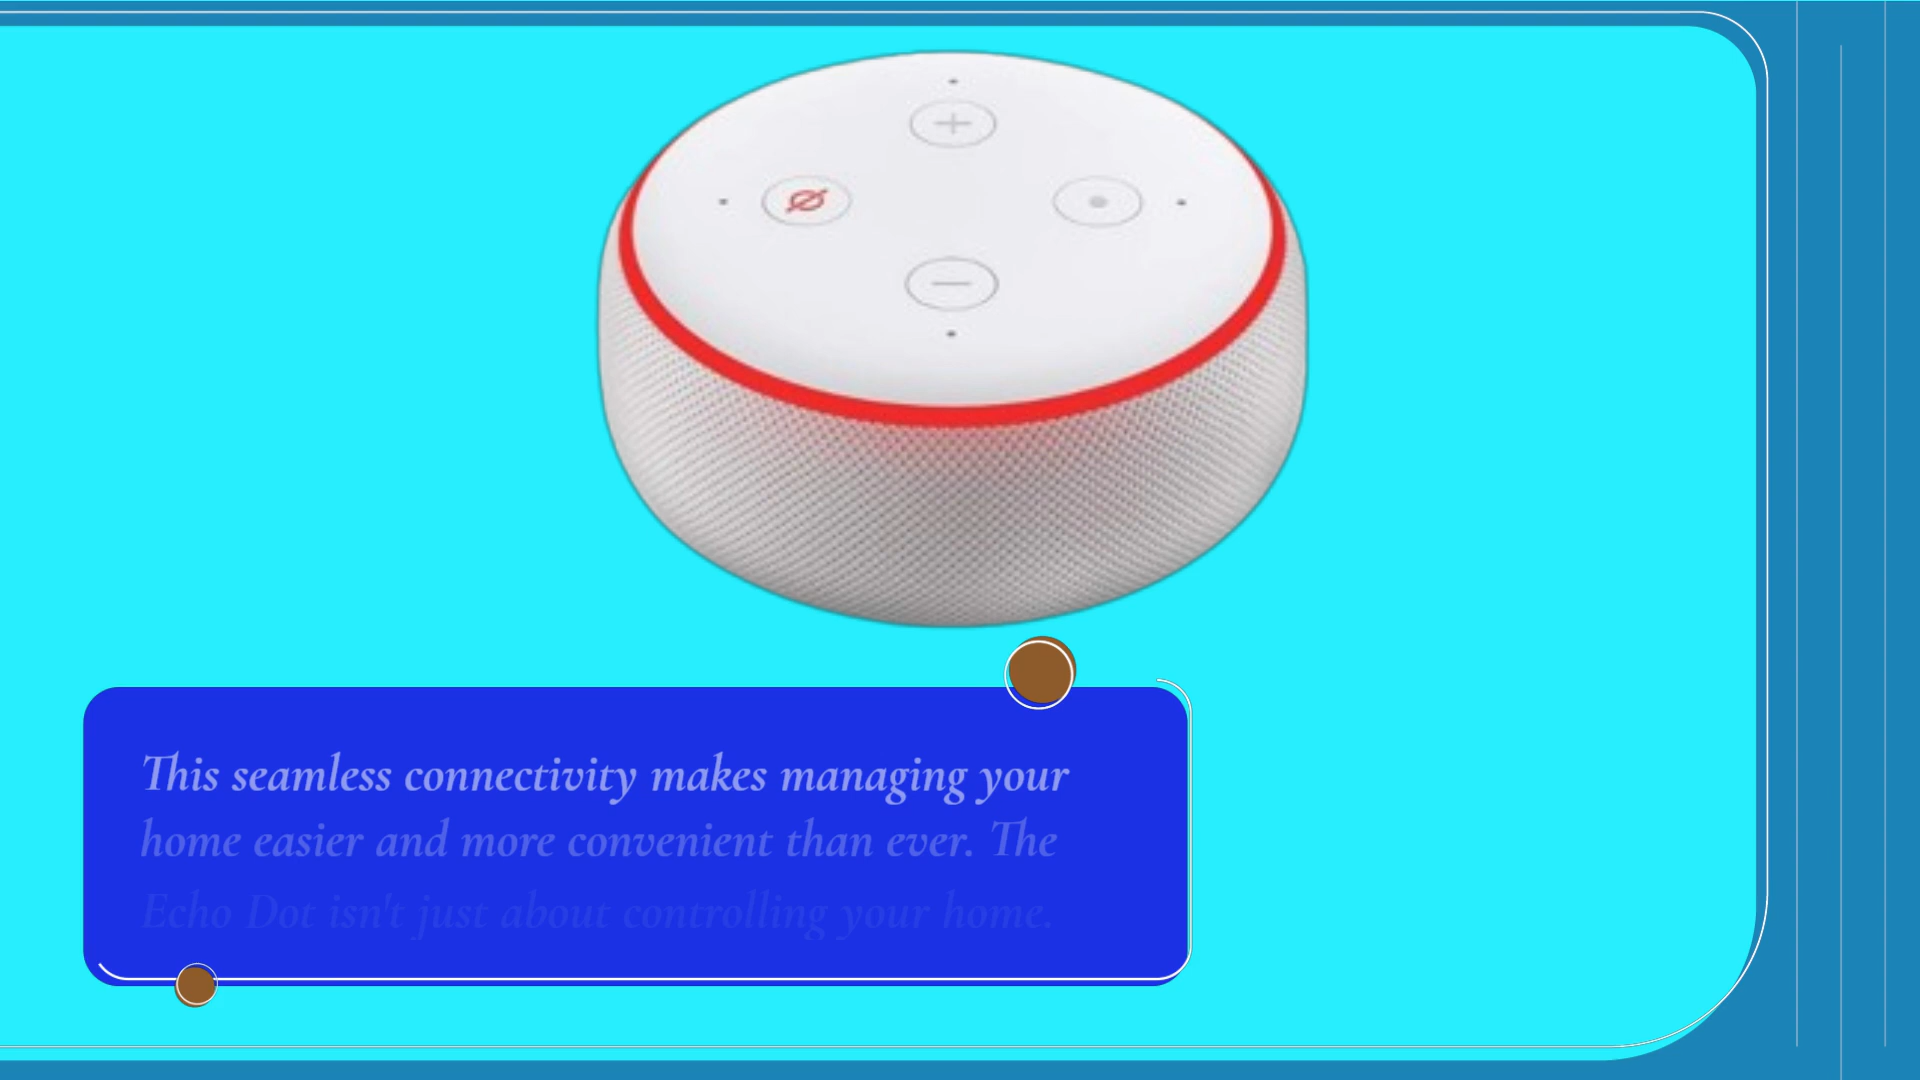 This seamless connectivity makes managing your
home easier and more convenient than ever. The
Echo Dot isn't just about controlling your home.